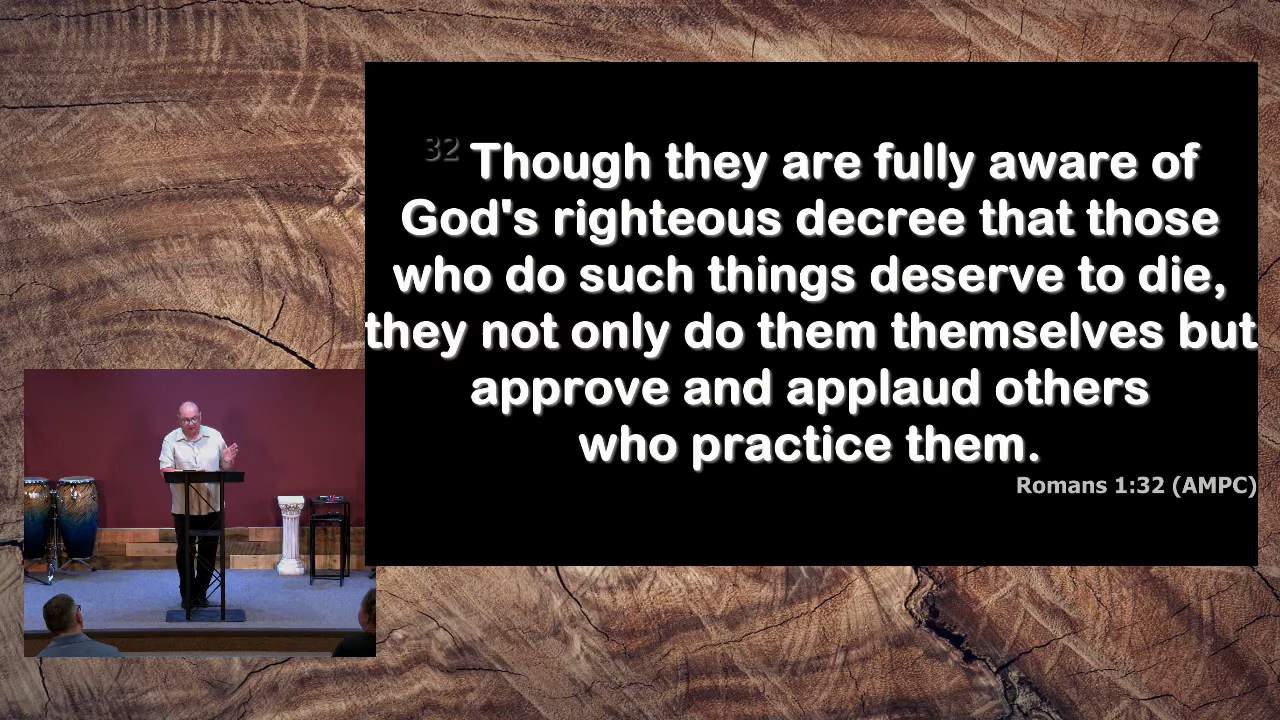 32 Though they are fully aware of
God's righteous decree that those
who do such things deserve to die,
they not only do them themselves but
approve and applaud others
who practice them.
Romans 1:32 (AMPC)